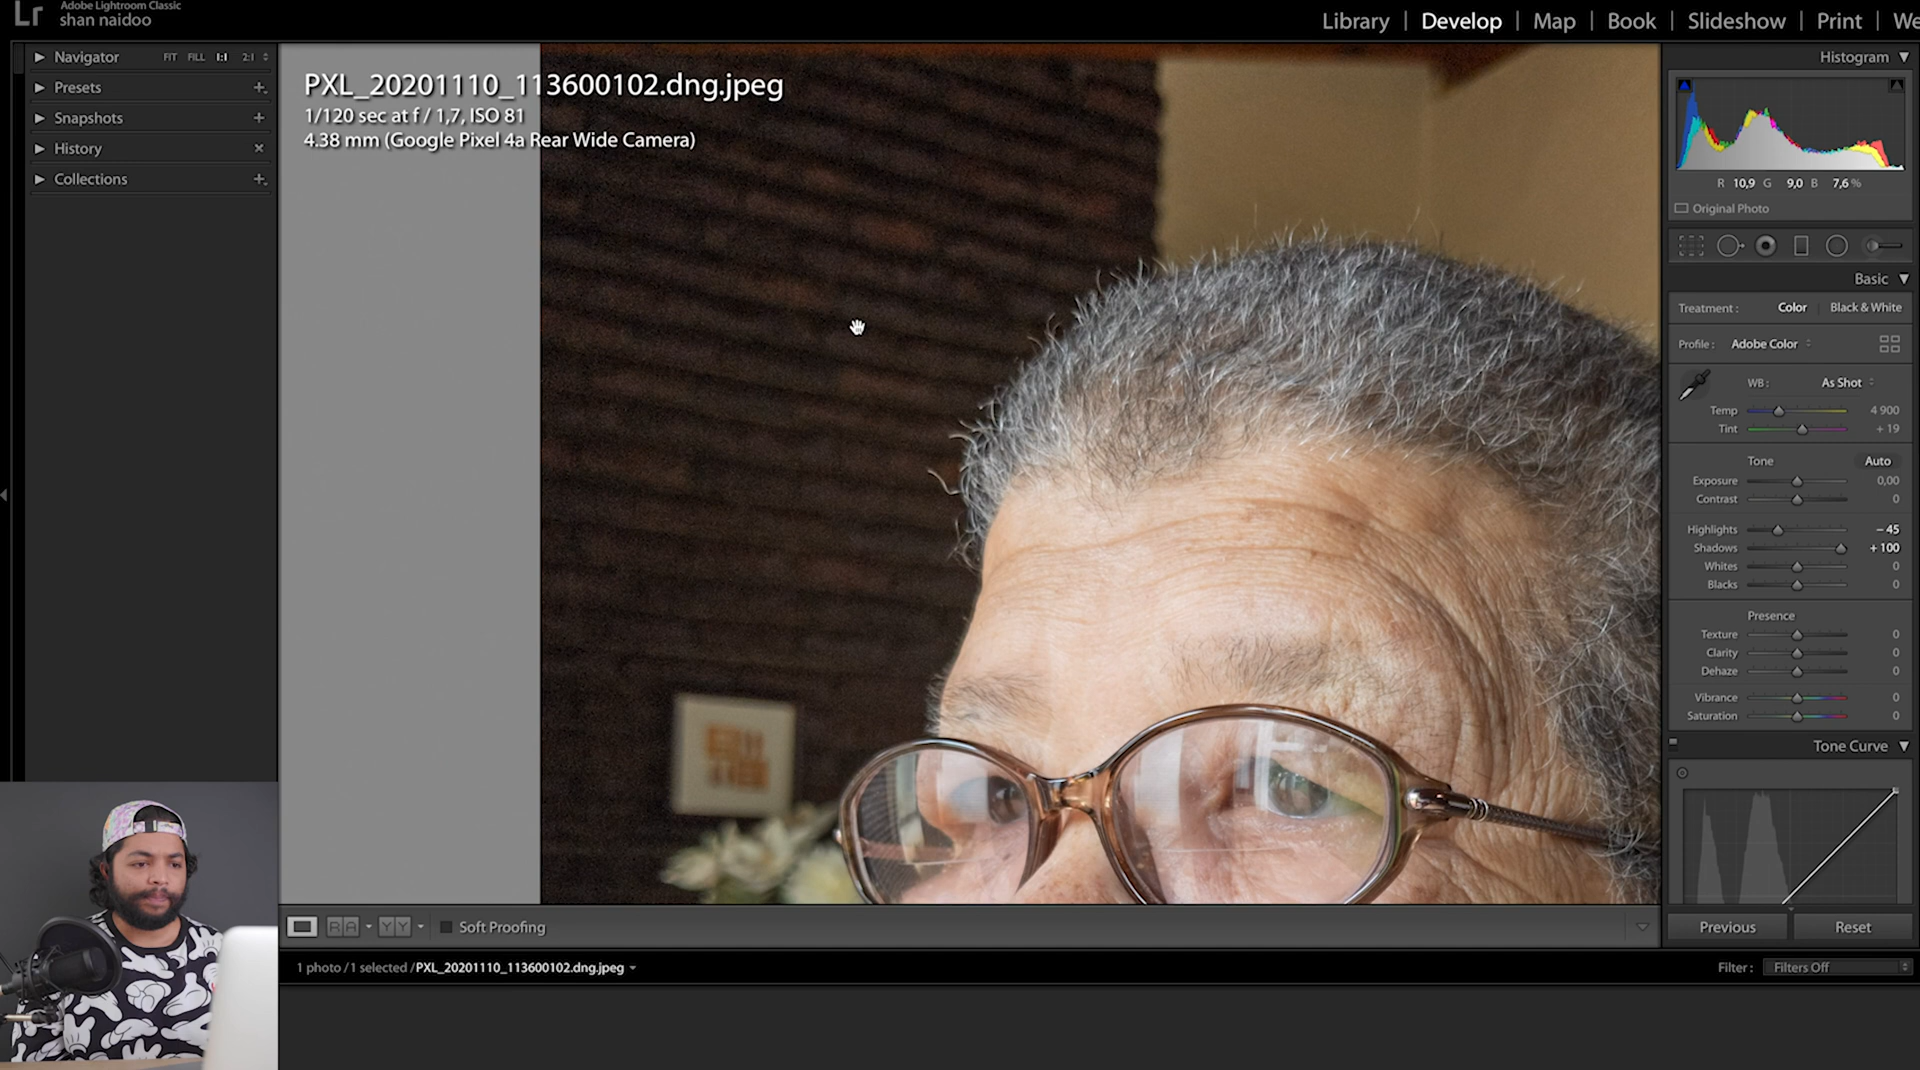 Lr
Adobe Lightroom Classic
shan naidoo
Library | Develop | Map | Book | Slideshow | Print | We
Navigator FIT FILL 1:1 2:1
Presets
Snapshots
History
Collections
PXL_20201110_113600102.dng.jpeg
1/120 sec at f / 1,7, ISO 81
4.38 mm (Google Pixel 4a Rear Wide Camera)
Histogram
R 10,9 G 9,0 B 7,6 %
Original Photo
Basic
Treatment : Color | Black & White
Profile : Adobe Color
WB : As Shot
Temp 4 900
Tint + 19
Tone Auto
Exposure 0,00
Contrast 0
Highlights − 45
Shadows + 100
Whites 0
Blacks 0
Presence
Texture 0
Clarity 0
Dehaze 0
Vibrance 0
Saturation 0
Tone Curve
Previous Reset
RA YY Soft Proofing
1 photo / 1 selected / PXL_20201110_113600102.dng.jpeg
Filter : Filters Off